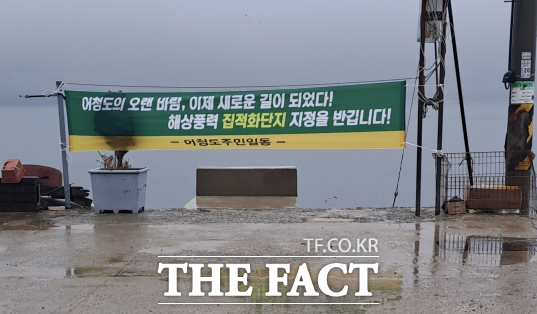 어청도의 오랜 바람, 이제 새로운 길이 되었다!
해상풍력 집적화단지 지정을 반깁니다!
- 어청도주민일동 -
TF.CO.KR
THE FACT